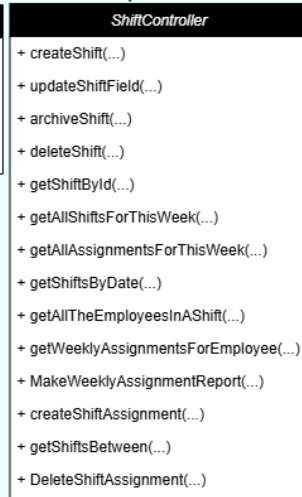 ShiftController
+ createShift(...)
+ updateShiftField(...)
+ archiveShift(...)
+ deleteShift(...)
+ getShiftById(...)
+ getAllShiftsForThisWeek(...)
+ getAllAssignmentsForThisWeek(...)
+ getShiftsByDate(...)
+ getAllTheEmployeesInAShift(...)
+ getWeeklyAssignmentsForEmployee(...)
+ MakeWeeklyAssignmentReport(...)
+ createShiftAssignment(...)
+ getShiftsBetween(...)
+ DeleteShiftAssignment(...)